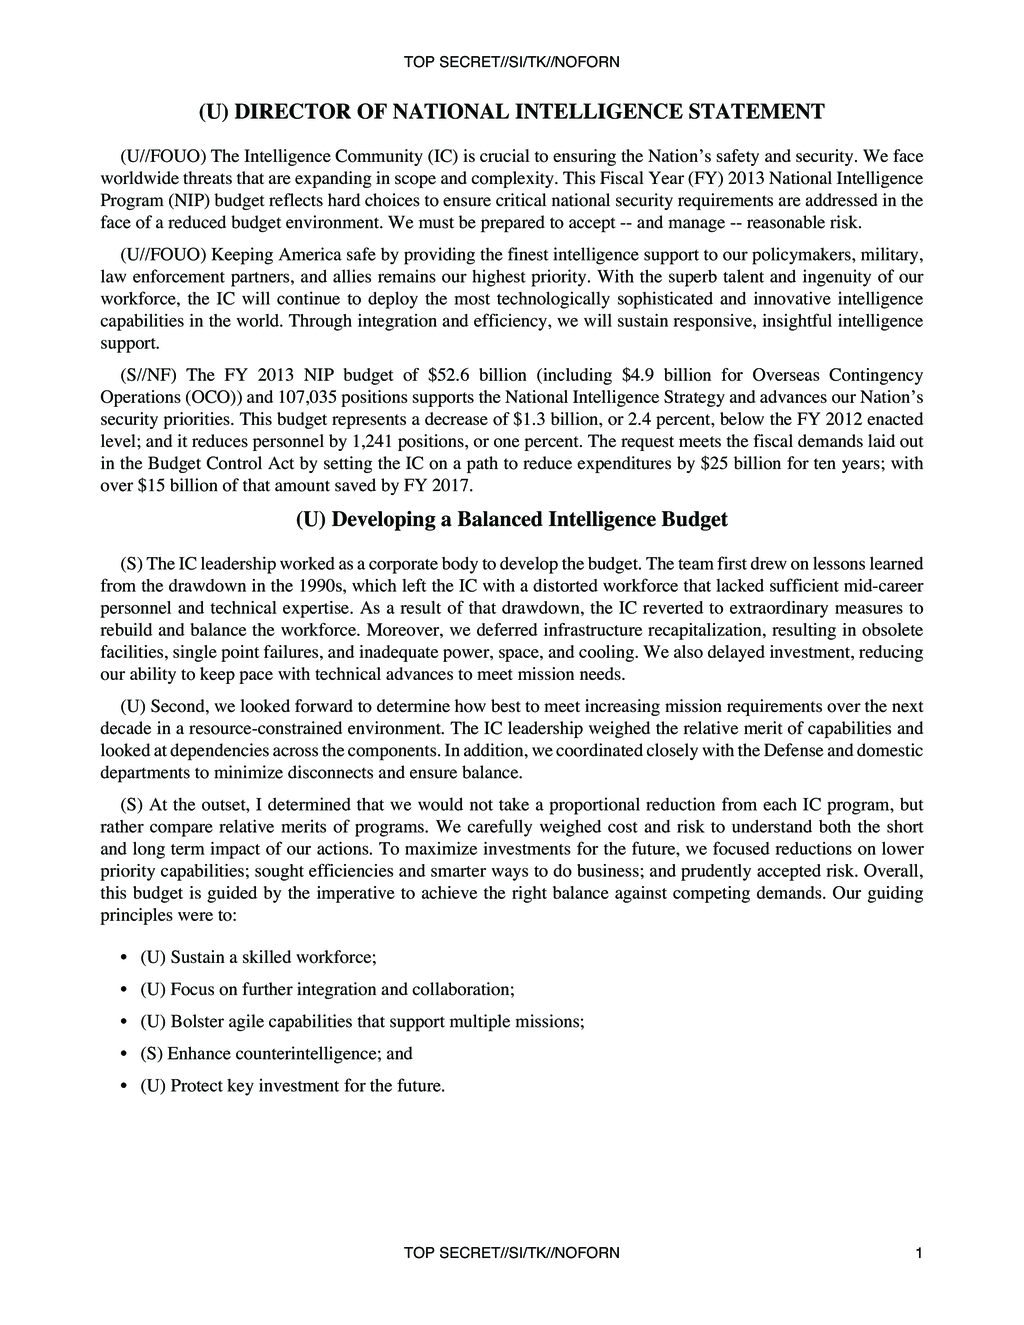 TOP SECRET//SI/TK//NOFORN
(U) DIRECTOR OF NATIONAL INTELLIGENCE STATEMENT
(U//FOUO) The Intelligence Community (IC) is crucial to ensuring the Nation’s safety and security. We face
worldwide threats that are expanding in scope and complexity. This Fiscal Year (FY) 2013 National Intelligence
Program (NIP) budget reflects hard choices to ensure critical national security requirements are addressed in the
face of a reduced budget environment. We must be prepared to accept -- and manage -- reasonable risk.
(U//FOUO) Keeping America safe by providing the finest intelligence support to our policymakers, military,
law enforcement partners, and allies remains our highest priority. With the superb talent and ingenuity of our
workforce, the IC will continue to deploy the most technologically sophisticated and innovative intelligence
capabilities in the world. Through integration and efficiency, we will sustain responsive, insightful intelligence
support.
(S//NF) The FY 2013 NIP budget of $52.6 billion (including $4.9 billion for Overseas Contingency
Operations (OCO)) and 107,035 positions supports the National Intelligence Strategy and advances our Nation’s
security priorities. This budget represents a decrease of $1.3 billion, or 2.4 percent, below the FY 2012 enacted
level; and it reduces personnel by 1,241 positions, or one percent. The request meets the fiscal demands laid out
in the Budget Control Act by setting the IC on a path to reduce expenditures by $25 billion for ten years; with
over $15 billion of that amount saved by FY 2017.
(U) Developing a Balanced Intelligence Budget
(S) The IC leadership worked as a corporate body to develop the budget. The team first drew on lessons learned
from the drawdown in the 1990s, which left the IC with a distorted workforce that lacked sufficient mid-career
personnel and technical expertise. As a result of that drawdown, the IC reverted to extraordinary measures to
rebuild and balance the workforce. Moreover, we deferred infrastructure recapitalization, resulting in obsolete
facilities, single point failures, and inadequate power, space, and cooling. We also delayed investment, reducing
our ability to keep pace with technical advances to meet mission needs.
(U) Second, we looked forward to determine how best to meet increasing mission requirements over the next
decade in a resource-constrained environment. The IC leadership weighed the relative merit of capabilities and
looked at dependencies across the components. In addition, we coordinated closely with the Defense and domestic
departments to minimize disconnects and ensure balance.
(S) At the outset, I determined that we would not take a proportional reduction from each IC program, but
rather compare relative merits of programs. We carefully weighed cost and risk to understand both the short
and long term impact of our actions. To maximize investments for the future, we focused reductions on lower
priority capabilities; sought efficiencies and smarter ways to do business; and prudently accepted risk. Overall,
this budget is guided by the imperative to achieve the right balance against competing demands. Our guiding
principles were to:
• (U) Sustain a skilled workforce;
• (U) Focus on further integration and collaboration;
• (U) Bolster agile capabilities that support multiple missions;
• (S) Enhance counterintelligence; and
• (U) Protect key investment for the future.
TOP SECRET//SI/TK//NOFORN 1